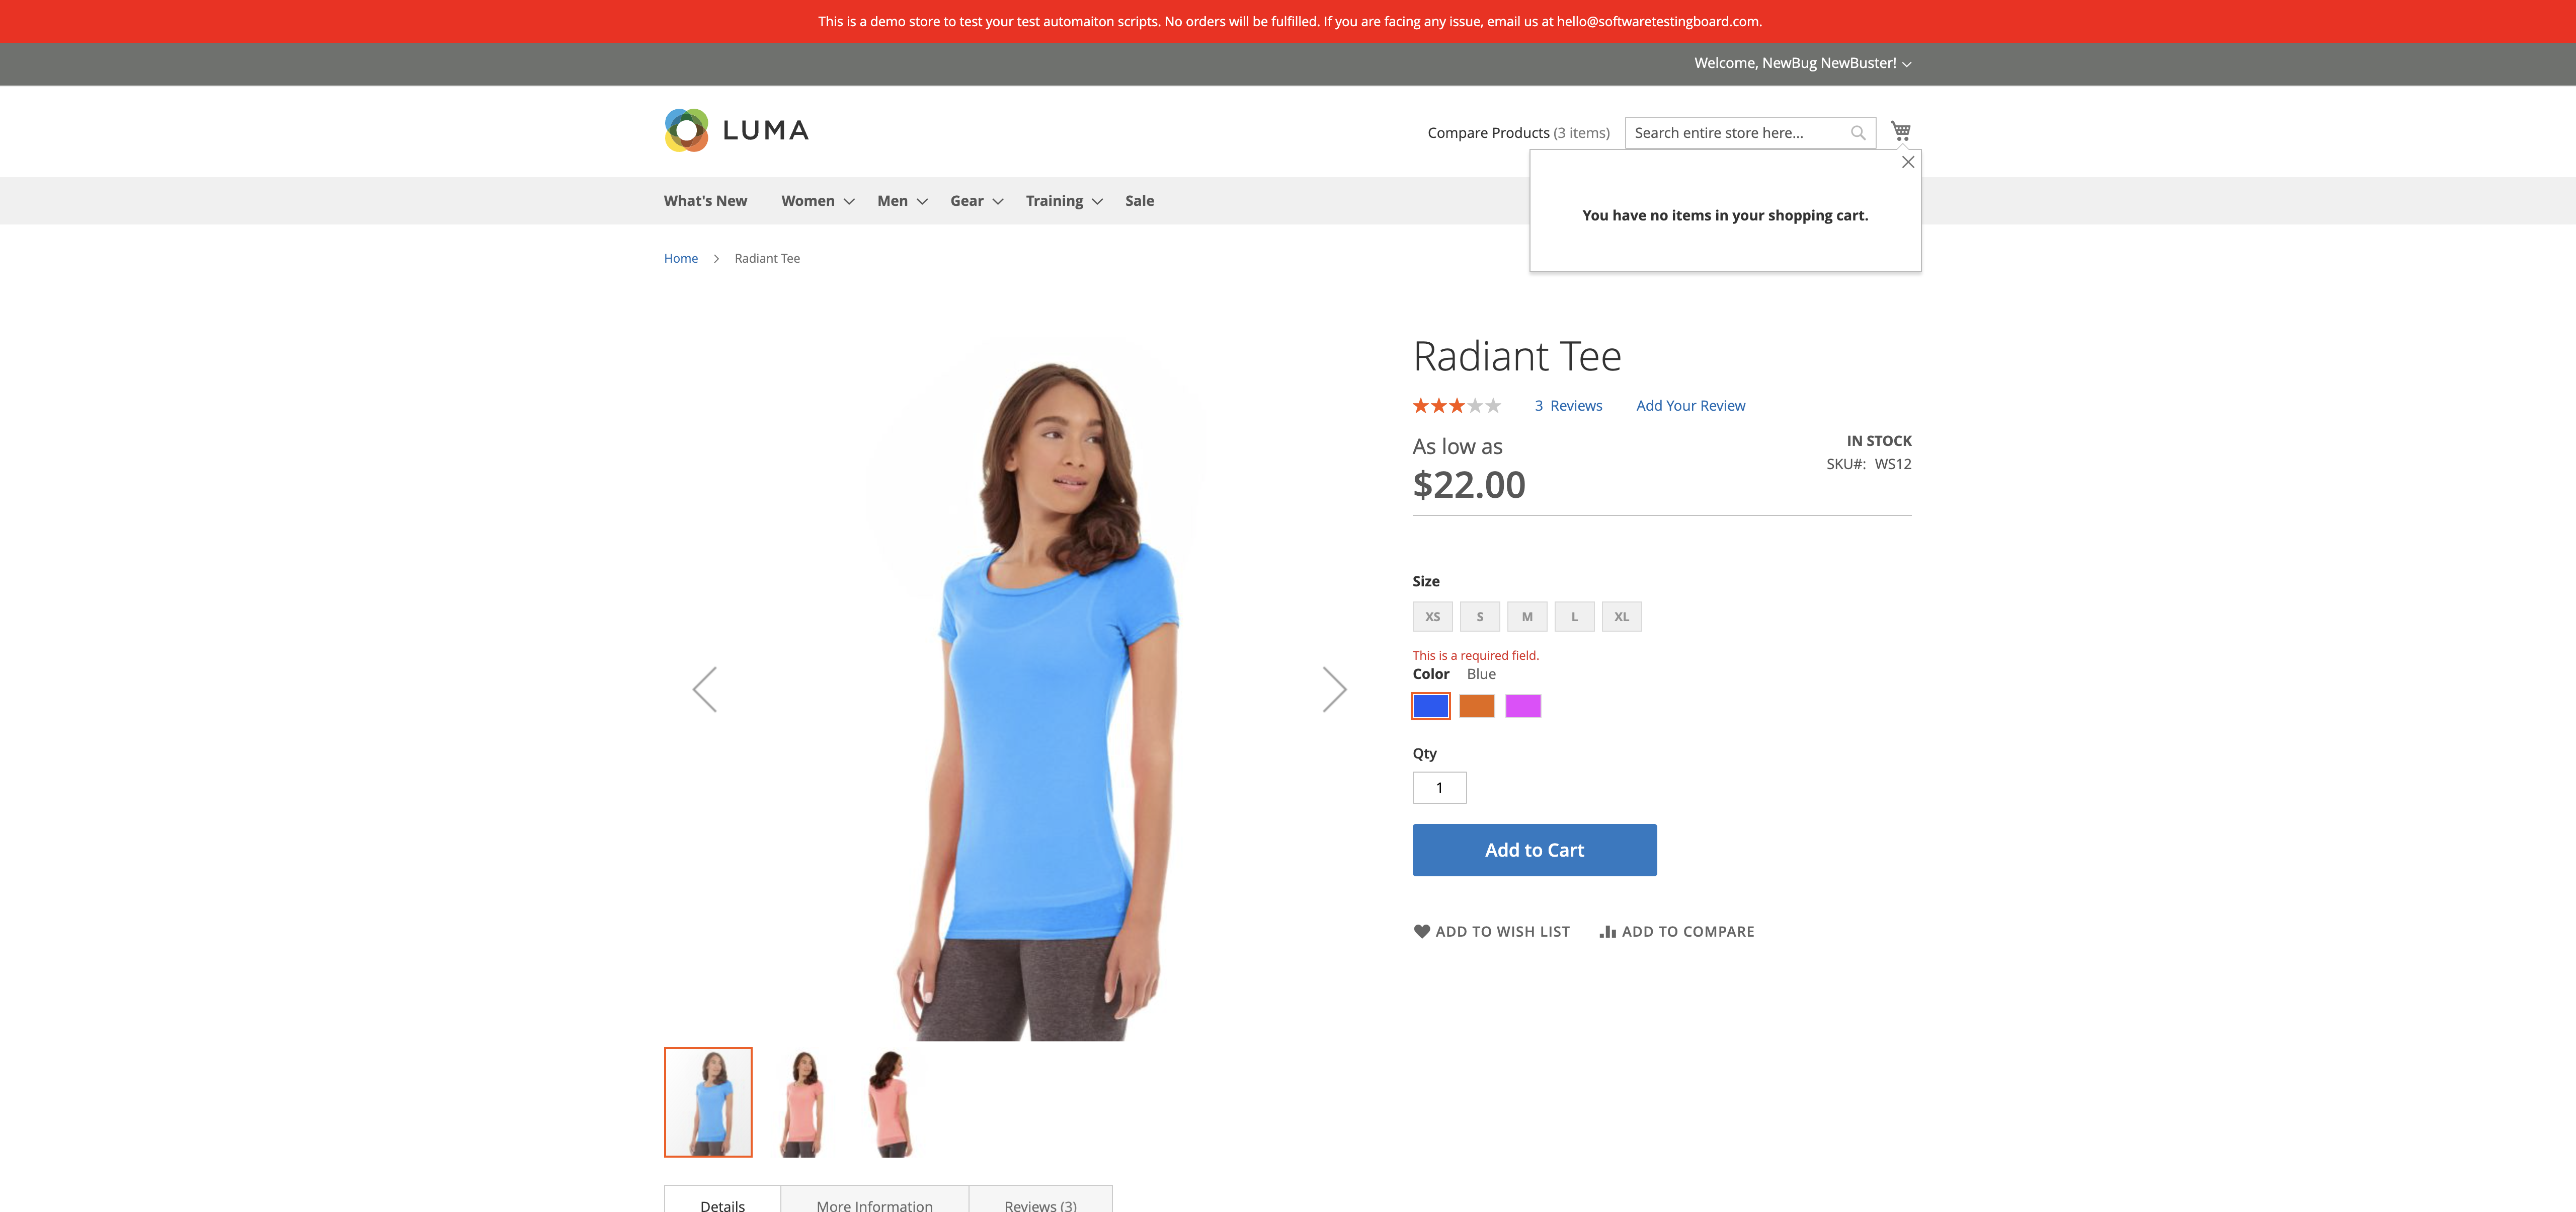 This is a demo store to test your test automaiton scripts. No orders will be fulfilled. If you are facing any issue, email us at hello@softwaretestingboard.com.
Welcome, NewBug NewBuster!
LUMA
Compare Products (3 items)
Search entire store here...
You have no items in your shopping cart.
What's New Women Men Gear Training Sale
Home Radiant Tee
Radiant Tee
3 Reviews Add Your Review
As low as
$22.00
IN STOCK
SKU#: WS12
Size
XS S M L XL
This is a required field.
Color Blue
Qty
1
Add to Cart
ADD TO WISH LIST ADD TO COMPARE
Details More Information Reviews (3)